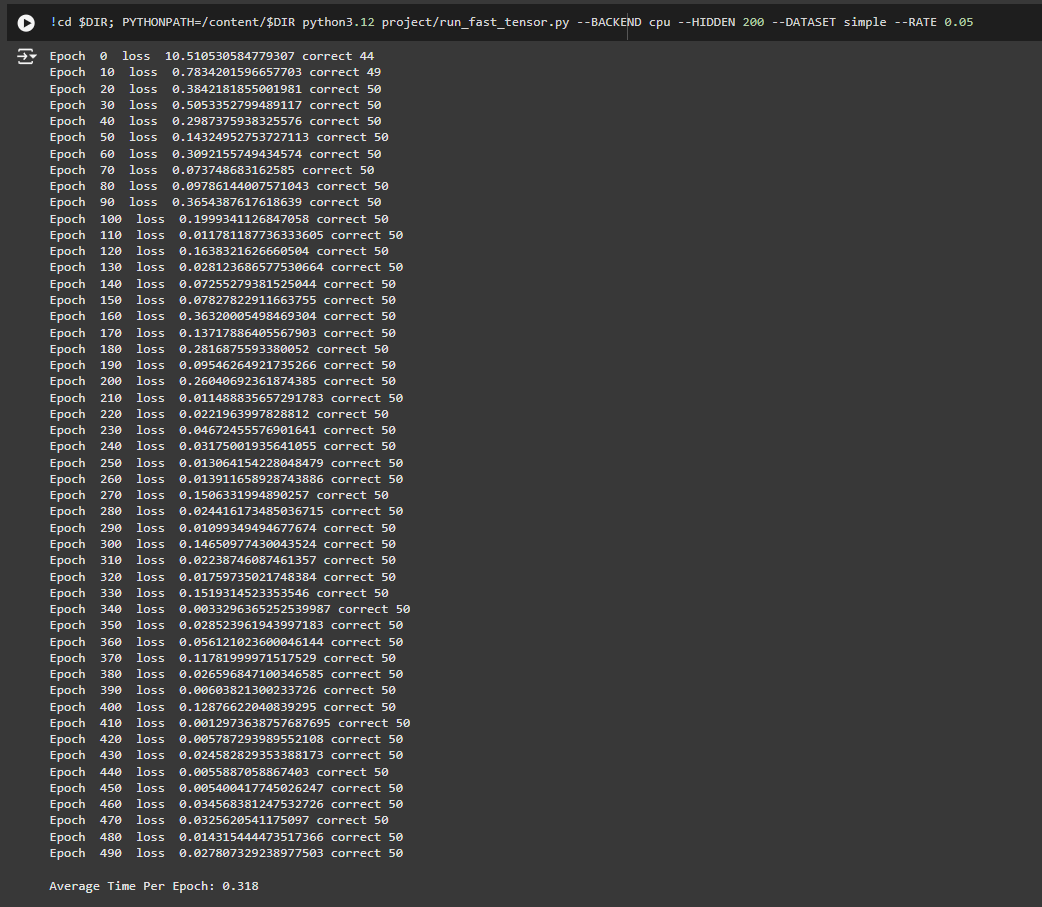 !cd $DIR; PYTHONPATH=/content/$DIR python3.12 project/run_fast_tensor.py --BACKEND cpu --HIDDEN 200 --DATASET simple --RATE 0.05
Epoch 0 loss 10.510530584779307 correct 44
Epoch 10 loss 0.7834201596657703 correct 49
Epoch 20 loss 0.3842181855001981 correct 50
Epoch 30 loss 0.5053352799489117 correct 50
Epoch 40 loss 0.2987375938325576 correct 50
Epoch 50 loss 0.14324952753727113 correct 50
Epoch 60 loss 0.3092155749434574 correct 50
Epoch 70 loss 0.073748683162585 correct 50
Epoch 80 loss 0.09786144007571043 correct 50
Epoch 90 loss 0.3654387617618639 correct 50
Epoch 100 loss 0.1999341126847058 correct 50
Epoch 110 loss 0.011781187736333605 correct 50
Epoch 120 loss 0.1638321626660504 correct 50
Epoch 130 loss 0.028123686577530664 correct 50
Epoch 140 loss 0.07255279381525044 correct 50
Epoch 150 loss 0.07827822911663755 correct 50
Epoch 160 loss 0.36320005498469304 correct 50
Epoch 170 loss 0.13717886405567903 correct 50
Epoch 180 loss 0.2816875593380052 correct 50
Epoch 190 loss 0.09546264921735266 correct 50
Epoch 200 loss 0.26040692361874385 correct 50
Epoch 210 loss 0.011488835657291783 correct 50
Epoch 220 loss 0.0221963997828812 correct 50
Epoch 230 loss 0.04672455576901641 correct 50
Epoch 240 loss 0.03175001935641055 correct 50
Epoch 250 loss 0.013064154228048479 correct 50
Epoch 260 loss 0.013911658928743886 correct 50
Epoch 270 loss 0.1506331994890257 correct 50
Epoch 280 loss 0.024416173485036715 correct 50
Epoch 290 loss 0.01099349494677674 correct 50
Epoch 300 loss 0.14650977430043524 correct 50
Epoch 310 loss 0.02238746087461357 correct 50
Epoch 320 loss 0.01759735021748384 correct 50
Epoch 330 loss 0.1519314523353546 correct 50
Epoch 340 loss 0.0033296365252539987 correct 50
Epoch 350 loss 0.028523961943997183 correct 50
Epoch 360 loss 0.056121023600046144 correct 50
Epoch 370 loss 0.11781999971517529 correct 50
Epoch 380 loss 0.026596847100346585 correct 50
Epoch 390 loss 0.00603821300233726 correct 50
Epoch 400 loss 0.12876622040839295 correct 50
Epoch 410 loss 0.0012973638757687695 correct 50
Epoch 420 loss 0.005787293989552108 correct 50
Epoch 430 loss 0.024582829353388173 correct 50
Epoch 440 loss 0.0055887058867403 correct 50
Epoch 450 loss 0.005400417745026247 correct 50
Epoch 460 loss 0.034568381247532726 correct 50
Epoch 470 loss 0.0325620541175097 correct 50
Epoch 480 loss 0.014315444473517366 correct 50
Epoch 490 loss 0.027807329238977503 correct 50
Average Time Per Epoch: 0.318